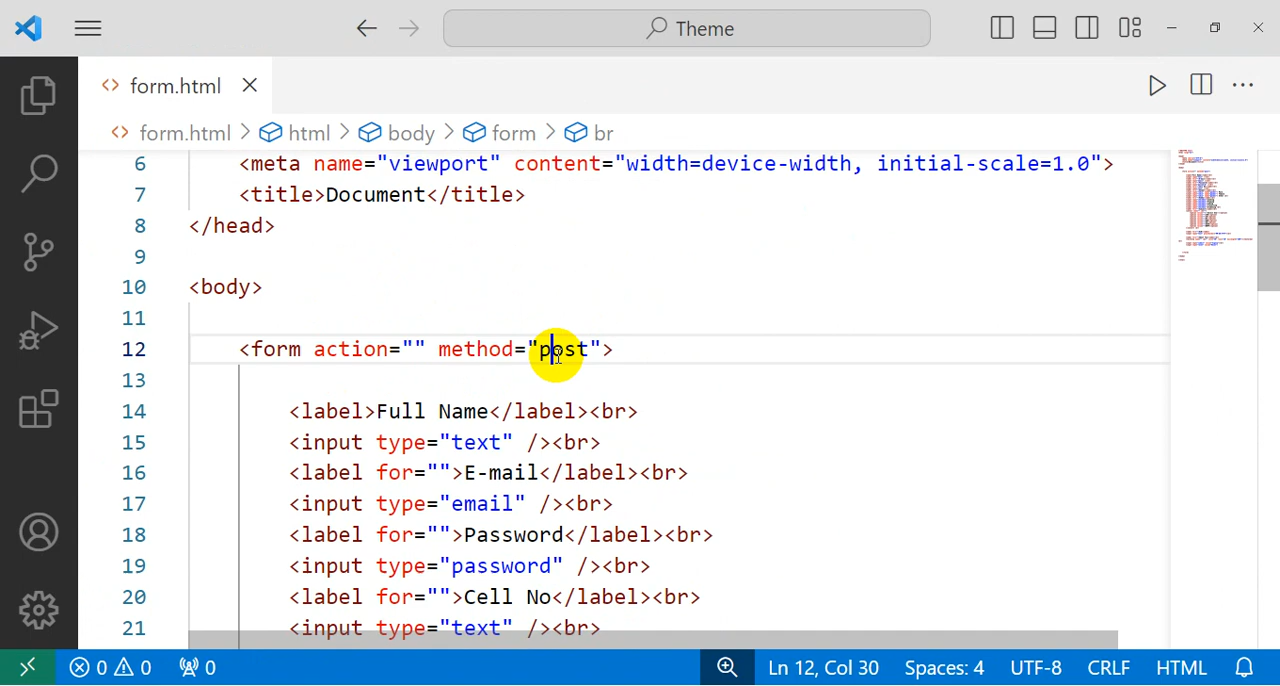 Theme
form.html
form.html > html > body > form > br
6 <meta name="viewport" content="width=device-width, initial-scale=1.0">
7 <title>Document</title>
8 </head>
9
10 <body>
11
12 <form action="" method="post">
13
14 <label>Full Name</label><br>
15 <input type="text" /><br>
16 <label for="">E-mail</label><br>
17 <input type="email" /><br>
18 <label for="">Password</label><br>
19 <input type="password" /><br>
20 <label for="">Cell No</label><br>
21 <input type="text" /><br>
0 0 0 Ln 12, Col 30 Spaces: 4 UTF-8 CRLF HTML